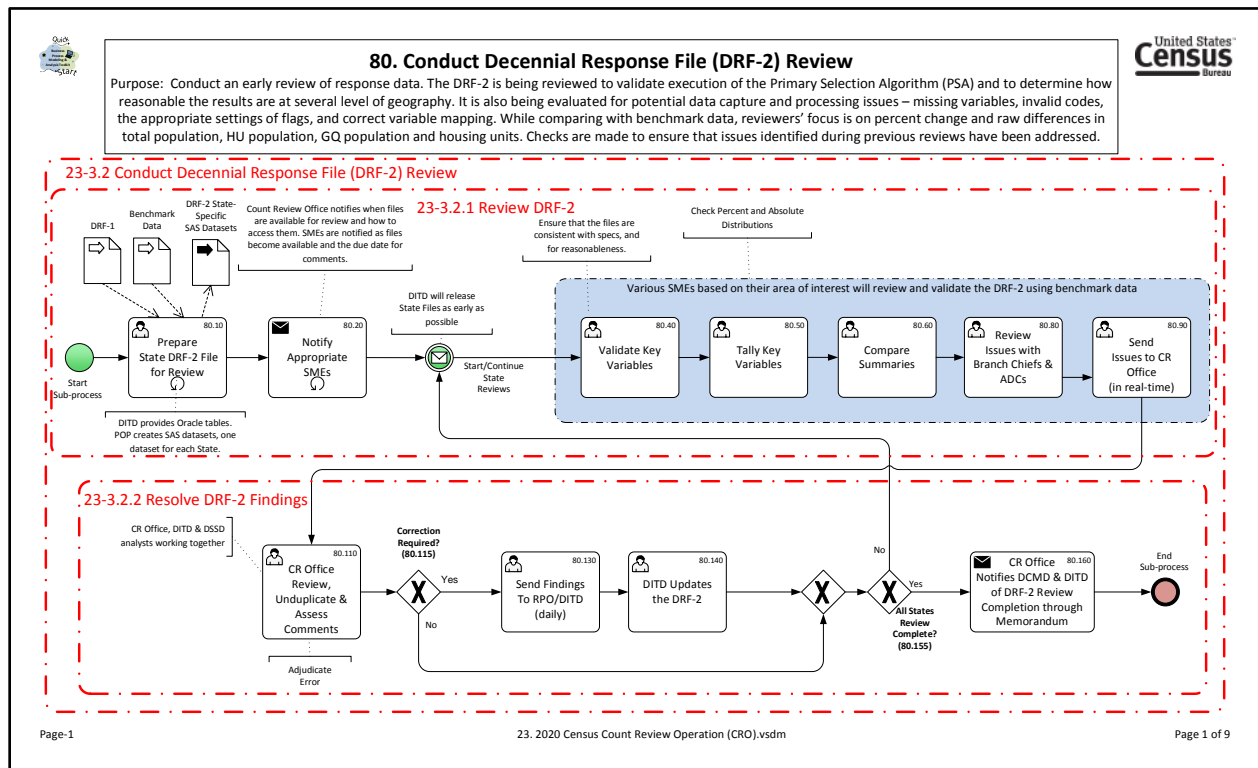 Quick
Business
Process
Modeling &
Analysis Toolkit
Start
80. Conduct Decennial Response File (DRF-2) Review
Purpose: Conduct an early review of response data. The DRF-2 is being reviewed to validate execution of the Primary Selection Algorithm (PSA) and to determine how
reasonable the results are at several level of geography. It is also being evaluated for potential data capture and processing issues – missing variables, invalid codes,
the appropriate settings of flags, and correct variable mapping. While comparing with benchmark data, reviewers' focus is on percent change and raw differences in
total population, HU population, GQ population and housing units. Checks are made to ensure that issues identified during previous reviews have been addressed.
United States™
Census
Bureau
23-3.2 Conduct Decennial Response File (DRF-2) Review
23-3.2.1 Review DRF-2
DRF-1
Benchmark
Data
DRF-2 State-
Specific
SAS Datasets
Count Review Office notifies when files
are available for review and how to
access them. SMEs are notified as files
become available and the due date for
comments.
Ensure that the files are
consistent with specs, and
for reasonableness.
Check Percent and Absolute
Distributions
DITD will release
State Files as early as
possible
Various SMEs based on their area of interest will review and validate the DRF-2 using benchmark data
Start
Sub-process
80.10
Prepare
State DRF-2 File
for Review
80.20
Notify
Appropriate
SMEs
Start/Continue
State
Reviews
80.40
Validate Key
Variables
80.50
Tally Key
Variables
80.60
Compare
Summaries
80.80
Review
Issues with
Branch Chiefs &
ADCs
80.90
Send
Issues to CR
Office
(in real-time)
DITD provides Oracle tables.
POP creates SAS datasets, one
dataset for each State.
23-3.2.2 Resolve DRF-2 Findings
CR Office, DITD & DSSD
analysts working together
80.110
CR Office
Review,
Unduplicate &
Assess
Comments
Adjudicate
Error
Correction
Required?
(80.115)
Yes
No
80.130
Send Findings
To RPO/DITD
(daily)
80.140
DITD Updates
the DRF-2
No
Yes
All States
Review
Complete?
(80.155)
80.160
CR Office
Notifies DCMD & DITD
of DRF-2 Review
Completion through
Memorandum
End
Sub-process
Page-1
23. 2020 Census Count Review Operation (CRO).vsdm
Page 1 of 9